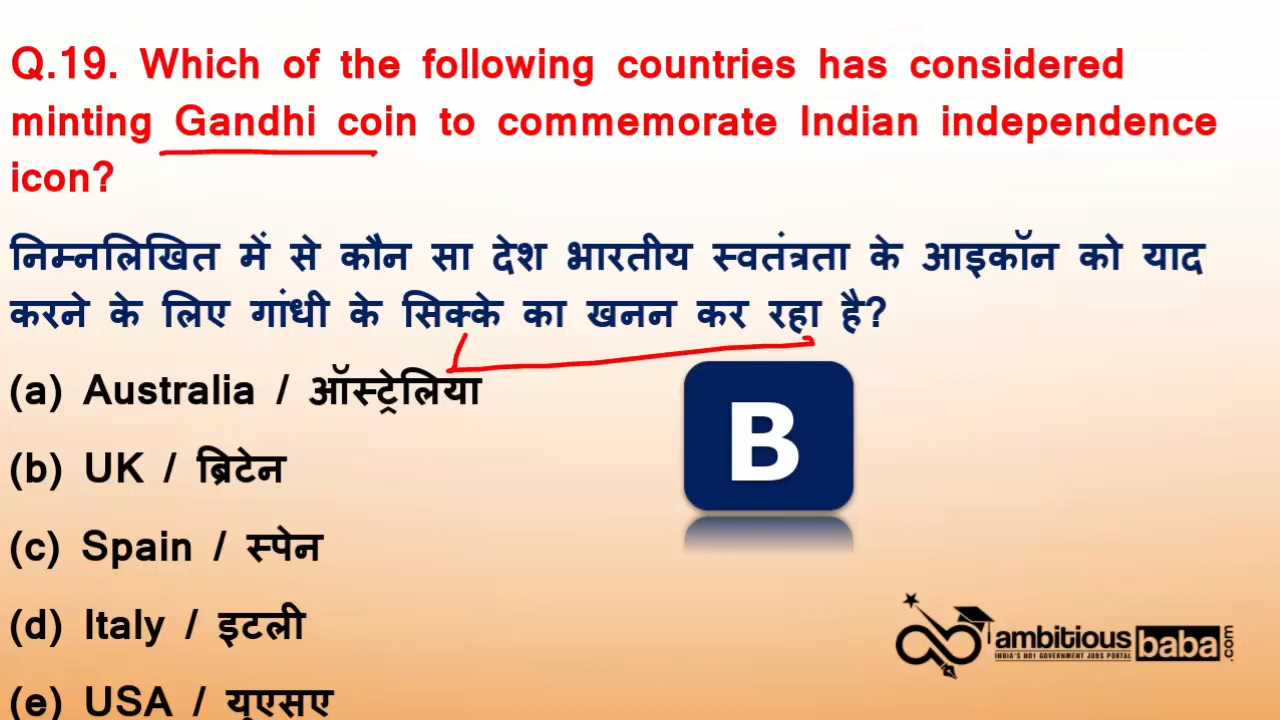 Q.19. Which of the following countries has considered
minting Gandhi coin to commemorate Indian independence
icon?
निम्नलिखित में से कौन सा देश भारतीय स्वतंत्रता के आइकॉन को याद
करने के लिए गांधी के सिक्के का खनन कर रहा है?
(a) Australia / ऑस्ट्रेलिया
(b) UK / ब्रिटेन
B
(c) Spain / स्पेन
(d) Italy / इटली
ambitiousbaba.com
INDIA'S NO1 GOVERNMENT JOBS PORTAL
(e) USA / यूएसए